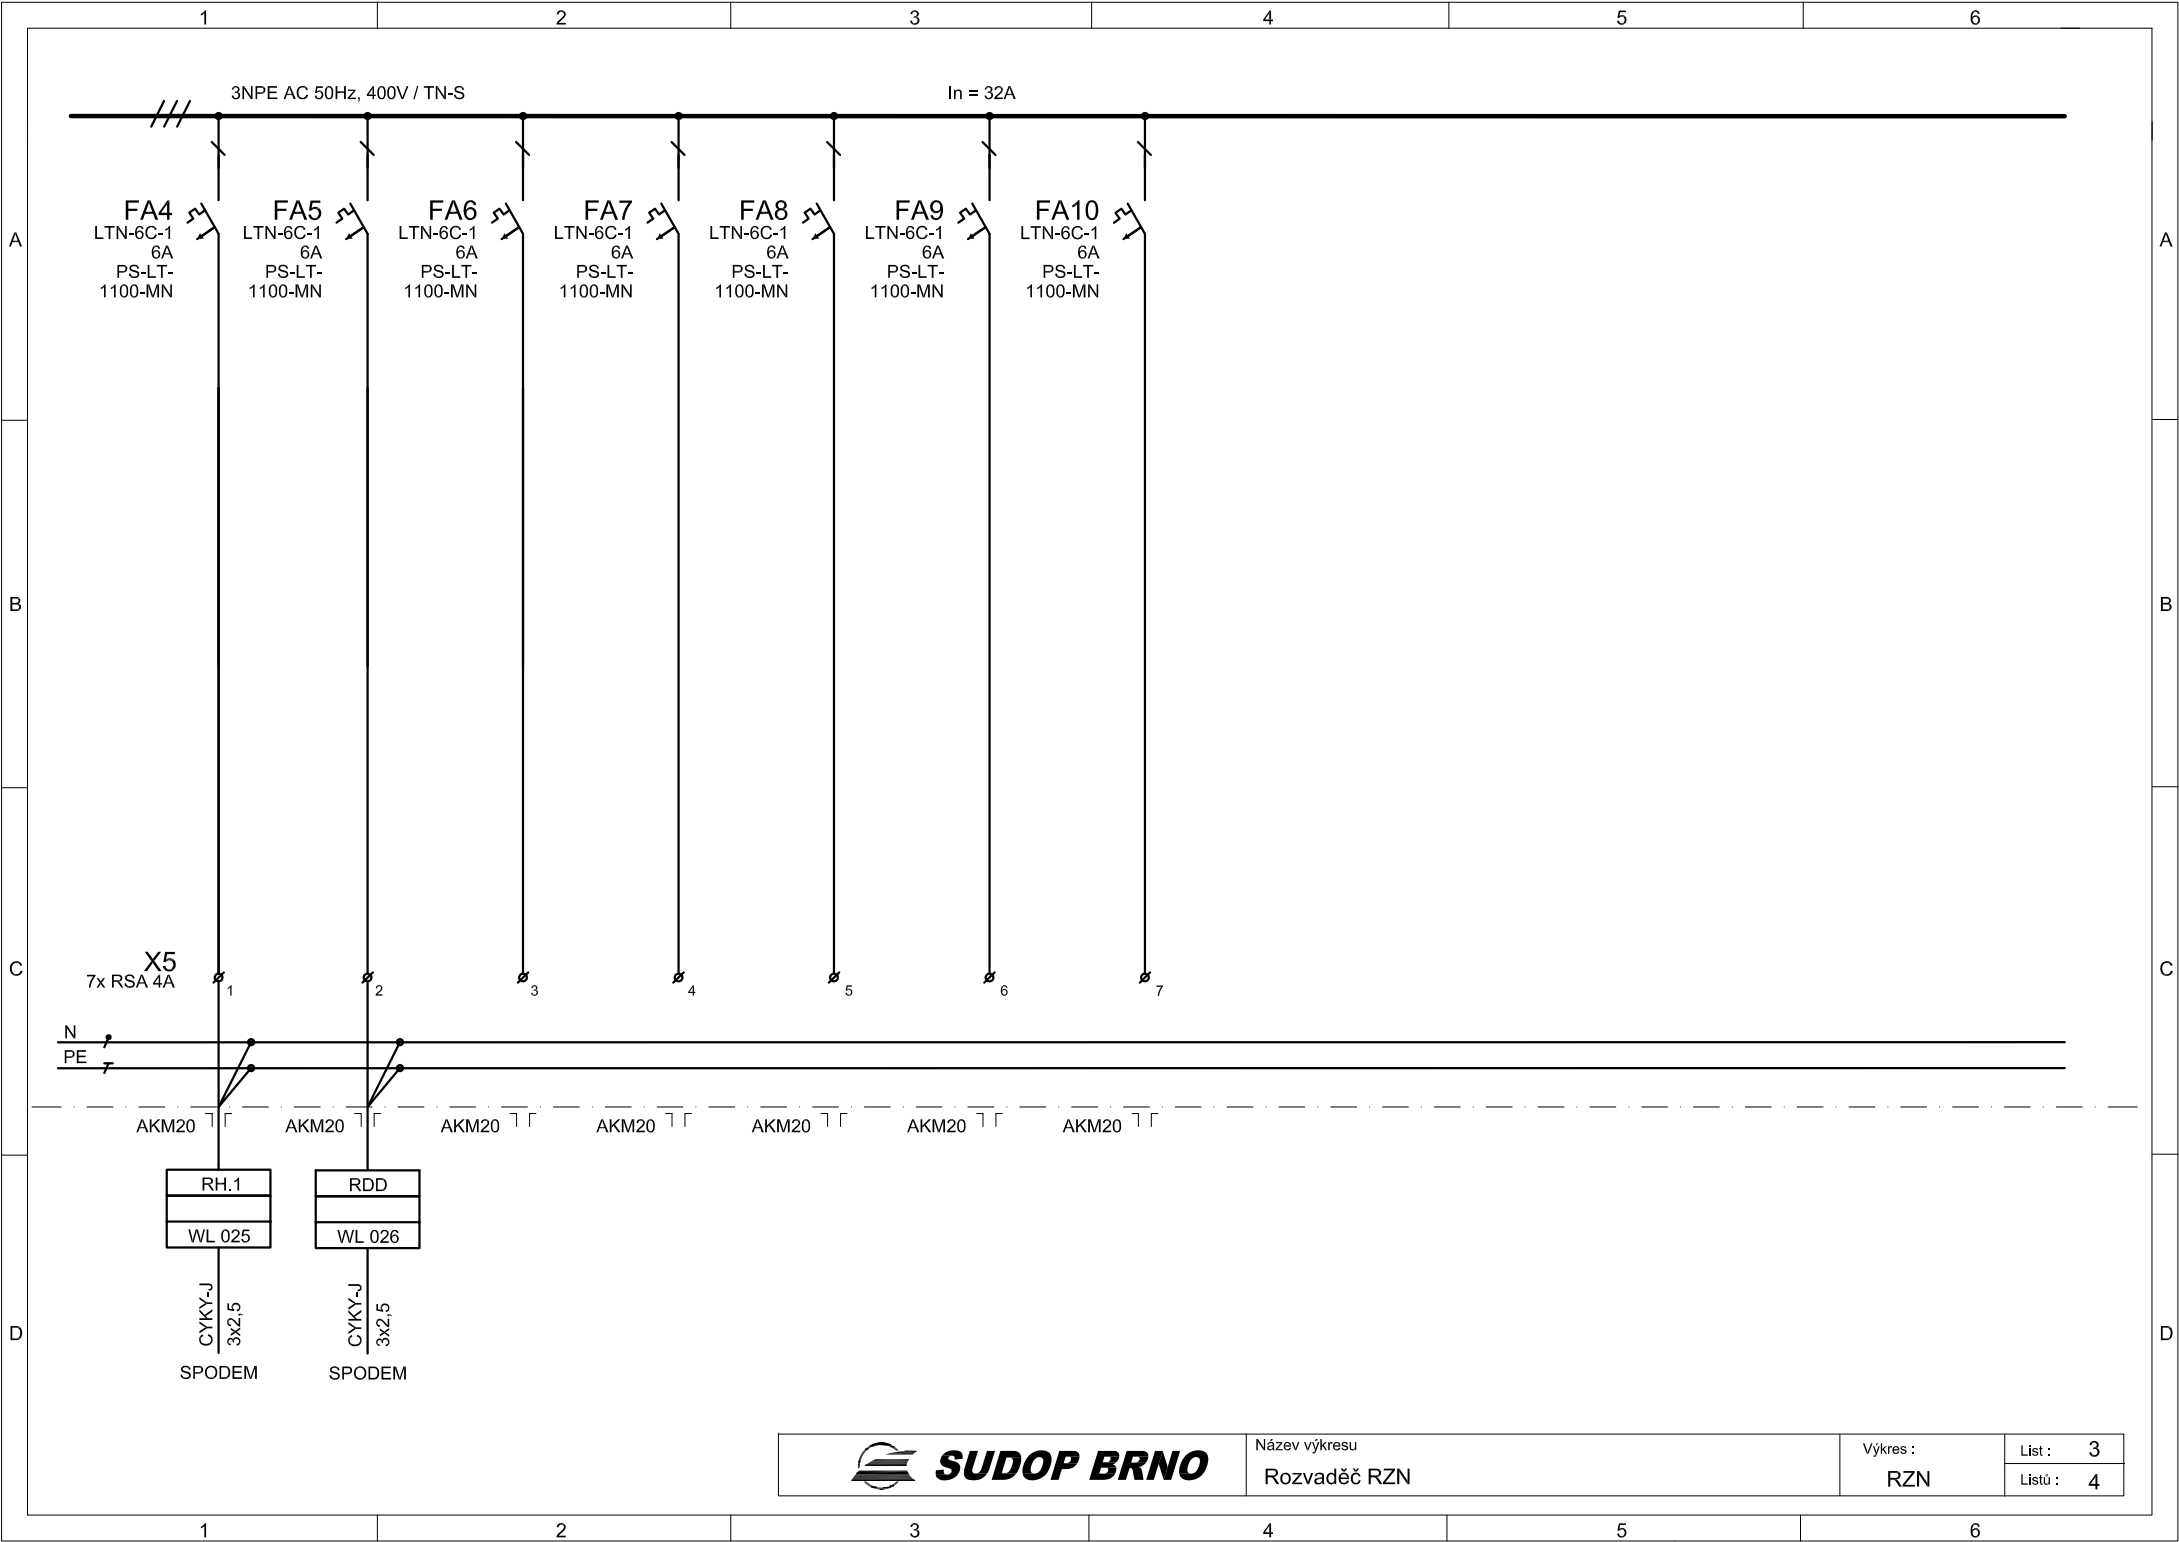 1 2 3 4 5 6
3NPE AC 50Hz, 400V / TN-S
In = 32A
FA4
LTN-6C-1
6A
PS-LT-
1100-MN
FA5
LTN-6C-1
6A
PS-LT-
1100-MN
FA6
LTN-6C-1
6A
PS-LT-
1100-MN
FA7
LTN-6C-1
6A
PS-LT-
1100-MN
FA8
LTN-6C-1
6A
PS-LT-
1100-MN
FA9
LTN-6C-1
6A
PS-LT-
1100-MN
FA10
LTN-6C-1
6A
PS-LT-
1100-MN
A A
B B
X5
7x RSA 4A
1 2 3 4 5 6 7
C C
N
PE
AKM20 AKM20 AKM20 AKM20 AKM20 AKM20 AKM20
RH.1
WL 025
CYKY-J
3x2,5
SPODEM
RDD
WL 026
CYKY-J
3x2,5
SPODEM
D D
SUDOP BRNO
Název výkresu
Rozvaděč RZN
Výkres :
RZN
List : 3
Listů : 4
1 2 3 4 5 6